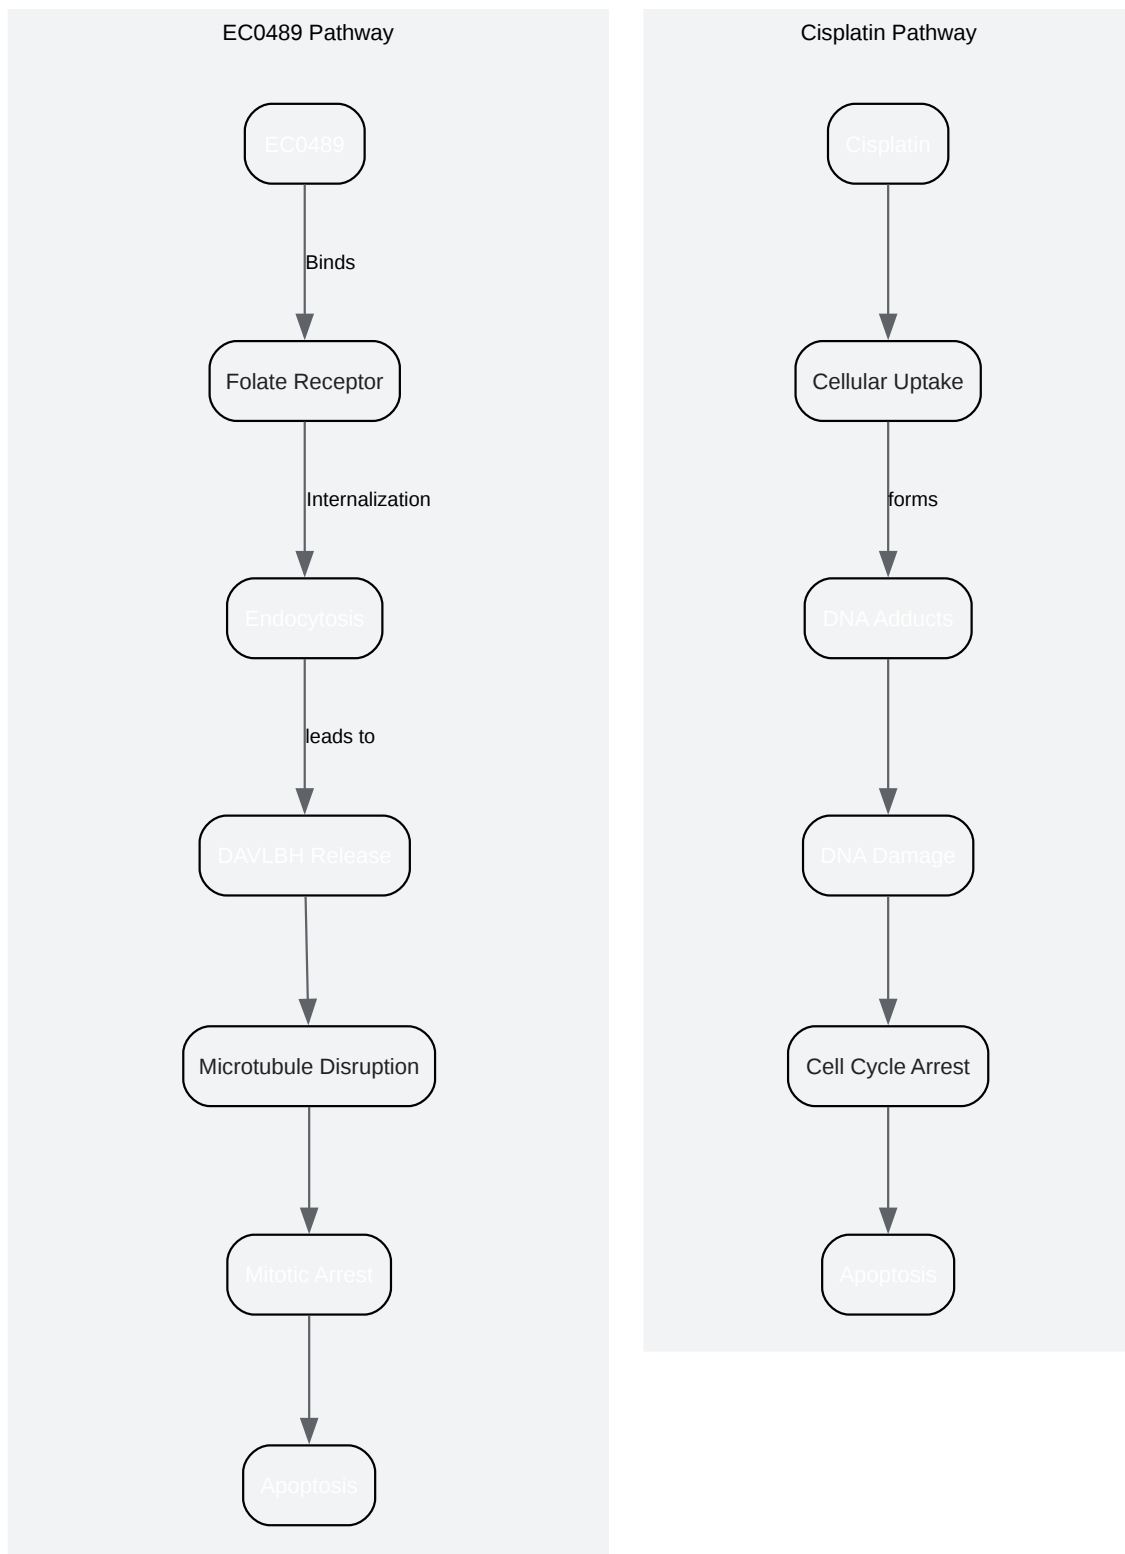 EC0489 Pathway
EC0489
Binds
Folate Receptor
Internalization
Endocytosis
leads to
DAVLBH Release
Microtubule Disruption
Mitotic Arrest
Apoptosis
Cisplatin Pathway
Cisplatin
Cellular Uptake
forms
DNA Adducts
DNA Damage
Cell Cycle Arrest
Apoptosis